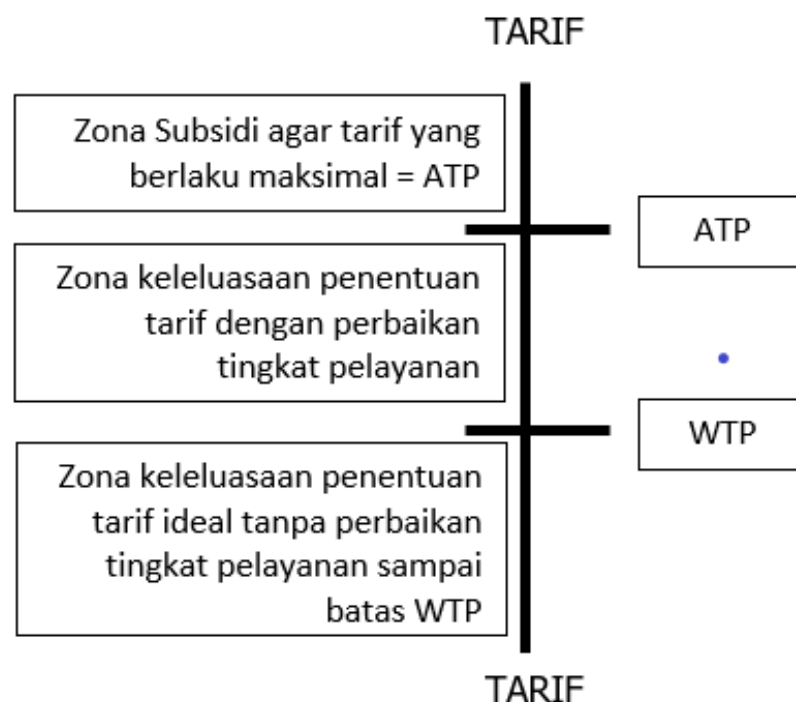 TARIF
Zona Subsidi agar tarif yang
berlaku maksimal = ATP
ATP
Zona keleluasaan penentuan
tarif dengan perbaikan
tingkat pelayanan
WTP
Zona keleluasaan penentuan
tarif ideal tanpa perbaikan
tingkat pelayanan sampai
batas WTP
TARIF